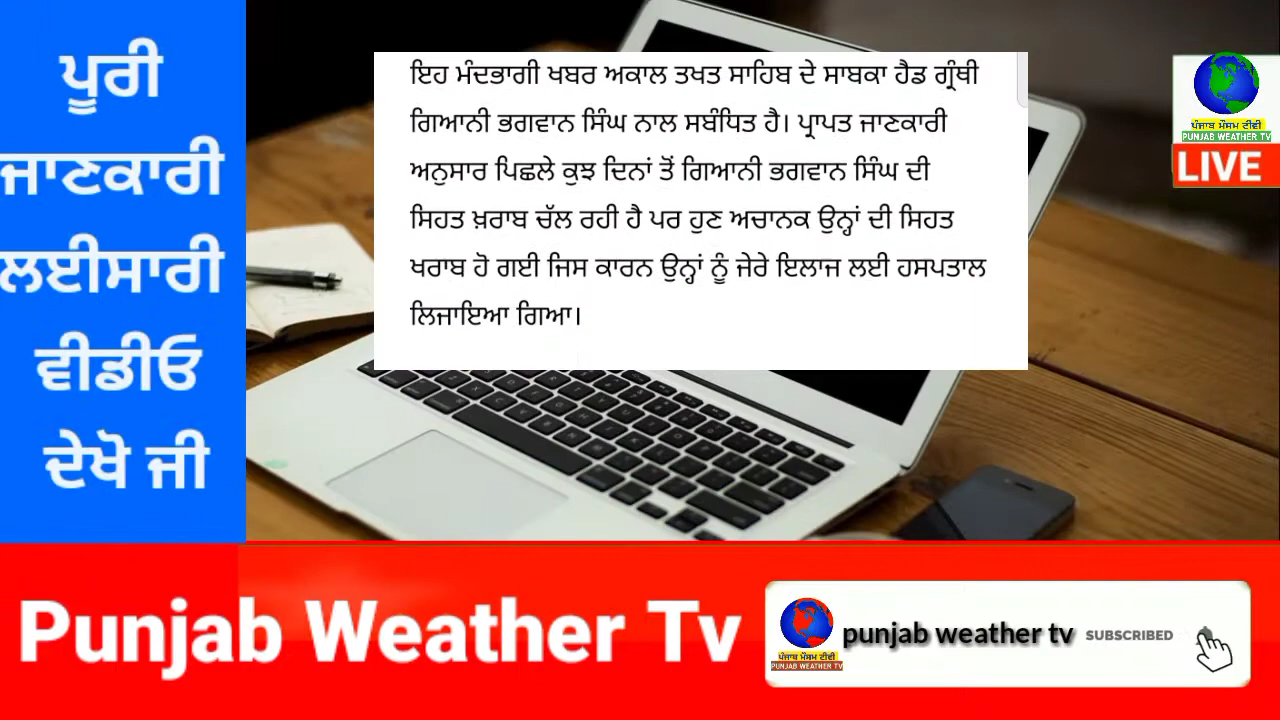 ਪੂਰੀ
ਜਾਣਕਾਰੀ
ਲਈਸਾਰੀ
ਵੀਡੀਓ
ਦੇਖੋ ਜੀ
ਇਹ ਮੰਦਭਾਗੀ ਖਬਰ ਅਕਾਲ ਤਖਤ ਸਾਹਿਬ ਦੇ ਸਾਬਕਾ ਹੈਡ ਗ੍ਰੰਥੀ
ਗਿਆਨੀ ਭਗਵਾਨ ਸਿੰਘ ਨਾਲ ਸਬੰਧਿਤ ਹੈ। ਪ੍ਰਾਪਤ ਜਾਣਕਾਰੀ
ਅਨੁਸਾਰ ਪਿਛਲੇ ਕੁਝ ਦਿਨਾਂ ਤੋਂ ਗਿਆਨੀ ਭਗਵਾਨ ਸਿੰਘ ਦੀ
ਸਿਹਤ ਖ਼ਰਾਬ ਚੱਲ ਰਹੀ ਹੈ ਪਰ ਹੁਣ ਅਚਾਨਕ ਉਨ੍ਹਾਂ ਦੀ ਸਿਹਤ
ਖਰਾਬ ਹੋ ਗਈ ਜਿਸ ਕਾਰਨ ਉਨ੍ਹਾਂ ਨੂੰ ਜੇਰੇ ਇਲਾਜ ਲਈ ਹਸਪਤਾਲ
ਲਿਜਾਇਆ ਗਿਆ।
ਪੰਜਾਬ ਮੌਸਮ ਟੀਵੀ
PUNJAB WEATHER TV
LIVE
Punjab Weather Tv
ਪੰਜਾਬ ਮੌਸਮ ਟੀਵੀ
PUNJAB WEATHER TV
punjab weather tv
SUBSCRIBED